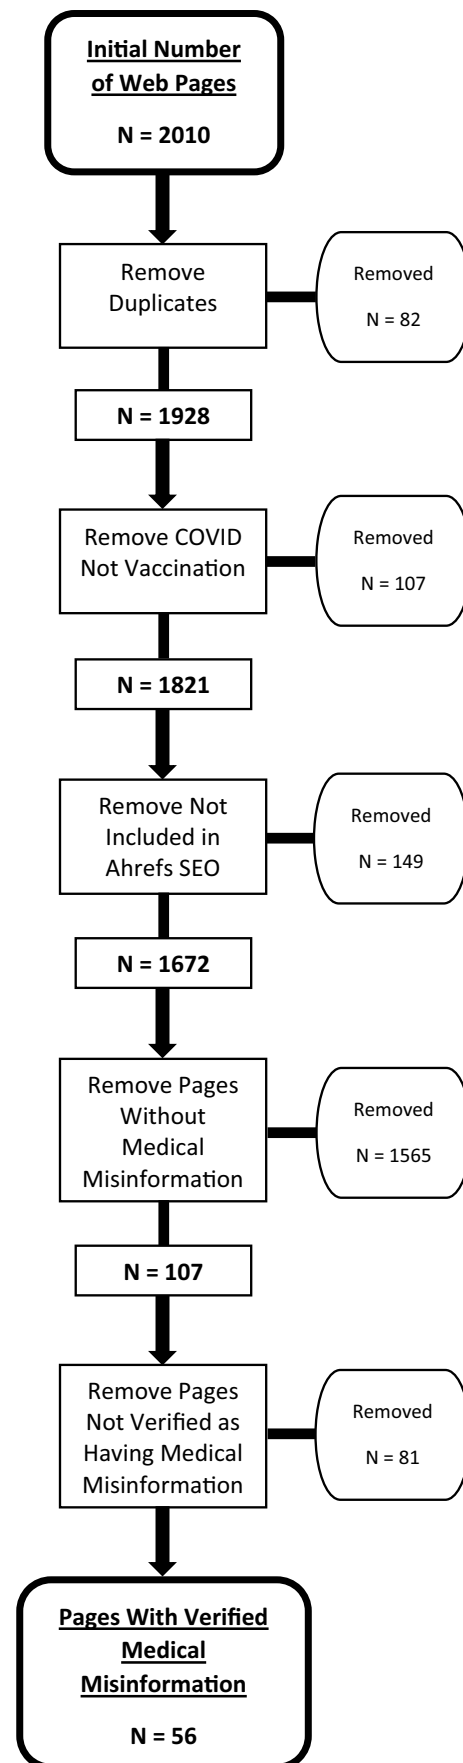 Initial Number
of Web Pages
N = 2010
Remove
Duplicates
Removed
N = 82
N = 1928
Remove COVID
Not Vaccination
Removed
N = 107
N = 1821
Remove Not
Included in
Ahrefs SEO
Removed
N = 149
N = 1672
Remove Pages
Without
Medical
Misinformation
Removed
N = 1565
N = 107
Remove Pages
Not Verified as
Having Medical
Misinformation
Removed
N = 81
Pages With Verified
Medical
Misinformation
N = 56